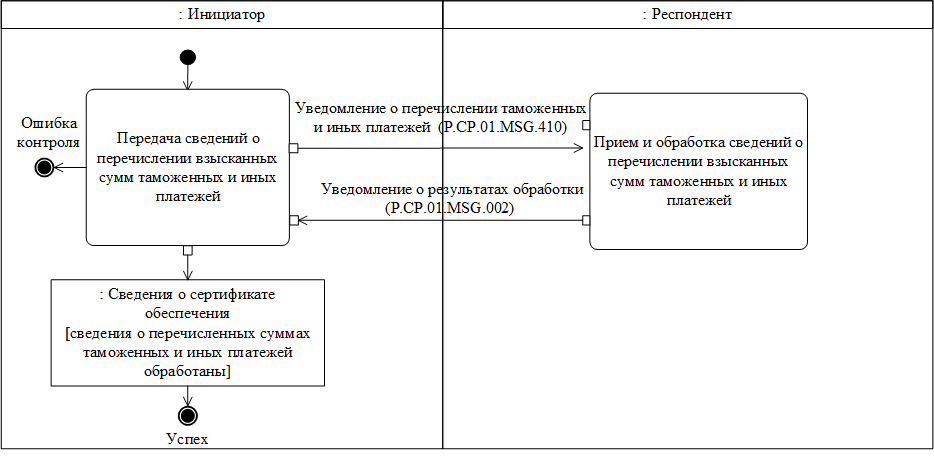 : Инициатор
: Респондент
Уведомление о перечислении таможенных
и иных платежей (P.CP.01.MSG.410)
Ошибка
контроля
Передача сведений о
перечислении взысканных
сумм таможенных и иных
платежей
Прием и обработка сведений о
перечислении взысканных
сумм таможенных и иных
платежей
Уведомление о результатах обработки
(P.CP.01.MSG.002)
: Сведения о сертификате
обеспечения
[сведения о перечисленных суммах
таможенных и иных платежей
обработаны]
Успех